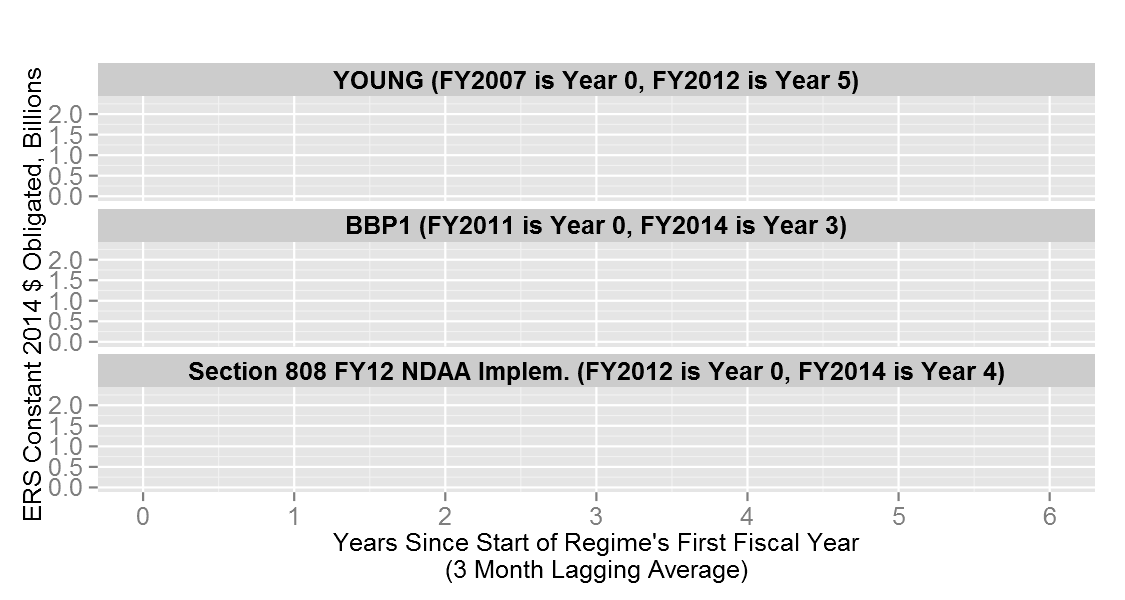 ERS Constant 2014 $ Obligated, Billions
YOUNG (FY2007 is Year 0, FY2012 is Year 5)
2.0
1.5
1.0
0.5
0.0
BBP1 (FY2011 is Year 0, FY2014 is Year 3)
2.0
1.5
1.0
0.5
0.0
Section 808 FY12 NDAA Implem. (FY2012 is Year 0, FY2014 is Year 4)
2.0
1.5
1.0
0.5
0.0
0 1 2 3 4 5 6
Years Since Start of Regime's First Fiscal Year
(3 Month Lagging Average)